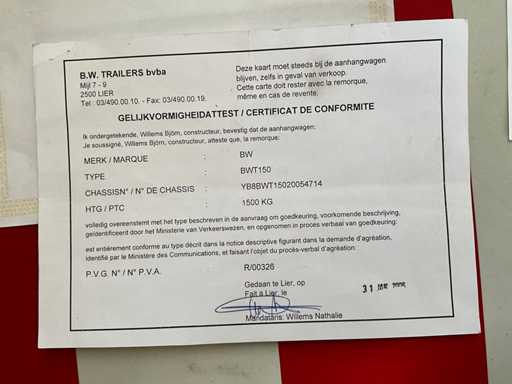 B.W. TRAILERS bvba
Mijl 7 - 9
2500 LIER
Tel : 03/490.00.10. - Fax: 03/490.00.19.
Deze kaart moet steeds bij de aanhangwagen
blijven, zelfs in geval van verkoop.
Cette carte doit rester avec la remorque,
même en cas de revente.
GELIJKVORMIGHEIDATTEST / CERTIFICAT DE CONFORMITE
Ik ondergetekende, Willems Björn, constructeur, bevestig dat de aanhangwagen:
Je soussigné, Willems Björn, constructeur, atteste que, la remorque:
MERK / MARQUE : BW
TYPE : BWT150
CHASSISN° / N° DE CHASSIS : YB8BWT15020054714
HTG / PTC : 1500 KG
volledig overeenstemt met het type beschreven in de aanvraag om goedkeuring, voorkomende beschrijving,
geïdentificeerd door het Ministerie van Verkeerswezen, en opgenomen in proces verbaal van goedkeuring:
est entièrement conforme au type décrit dans la notice descriptive figurant dans la demande d'agréation,
identifié par le Ministère des Communications, et faisant l'objet du procès-verbal d'agréation:
P.V.G. N° / N° P.V.A. R/00326
Gedaan te Lier, op
Fait à Lier, le
31
Mandataris: Willems Nathalie